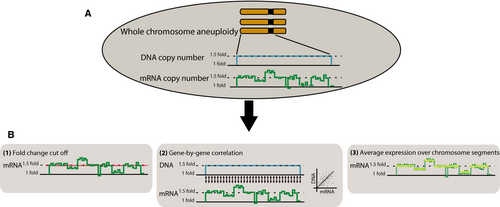 A
Whole chromosome aneuploidy
DNA copy number
1.5 fold
1 fold
mRNA copy number
1.5 fold
1 fold
B
(1) Fold change cut off
mRNA
1.5 fold
1 fold
(2) Gene-by-gene correlation
DNA
1.5 fold
1 fold
mRNA
1.5 fold
1 fold
DNA
mRNA
(3) Average expression over chromosome segments
mRNA
1.5 fold
1 fold